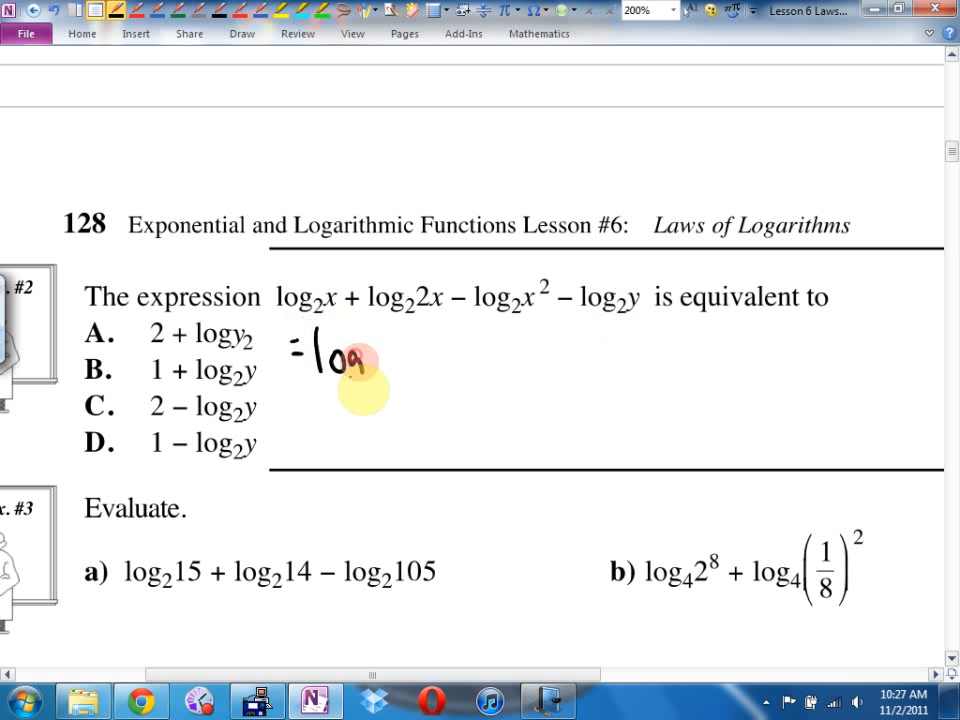 200%
Lesson 6 Laws...
File Home Insert Share Draw Review View Pages Add-Ins Mathematics
128 Exponential and Logarithmic Functions Lesson #6: Laws of Logarithms
. #2
The expression log₂x + log₂2x − log₂x² − log₂y is equivalent to
A. 2 + logy₂
= log
B. 1 + log₂y
C. 2 − log₂y
D. 1 − log₂y
x. #3
Evaluate.
a) log₂15 + log₂14 − log₂105
b) log₄2⁸ + log₄(1/8)²
10:27 AM
11/2/2011